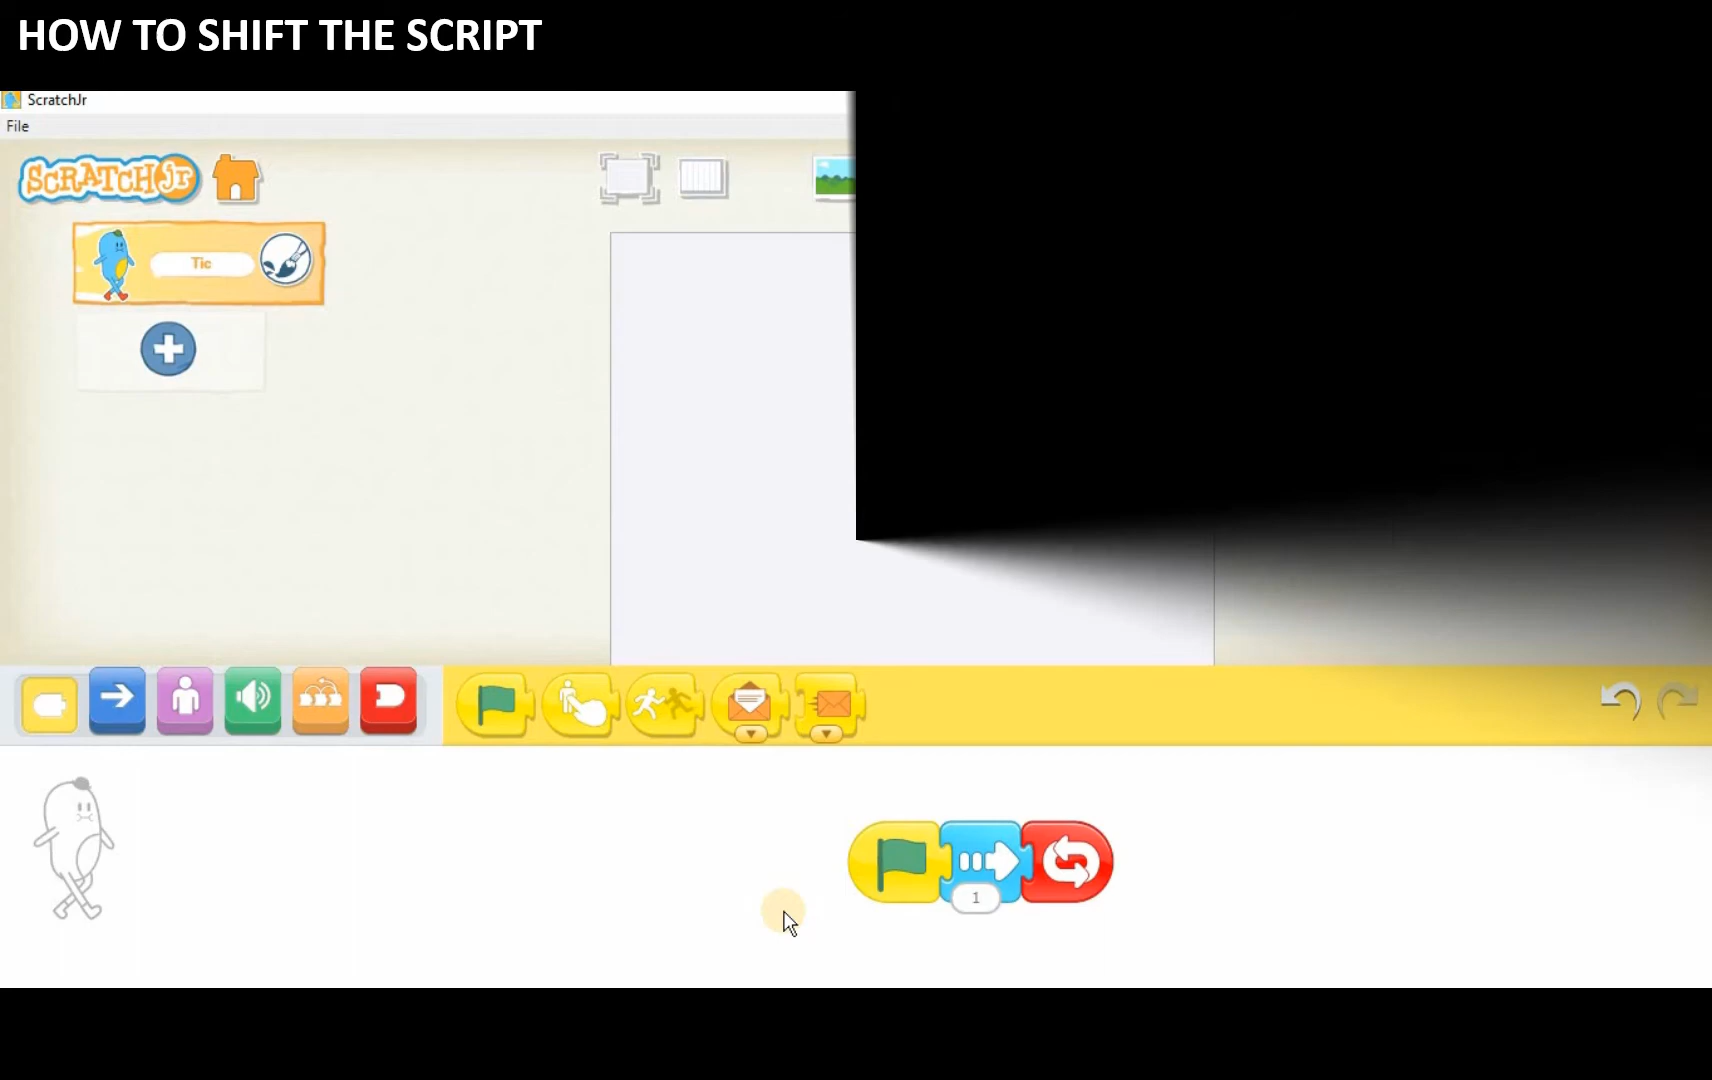 HOW TO SHIFT THE SCRIPT
ScratchJr
File
SCRATCHJr
Tic
1